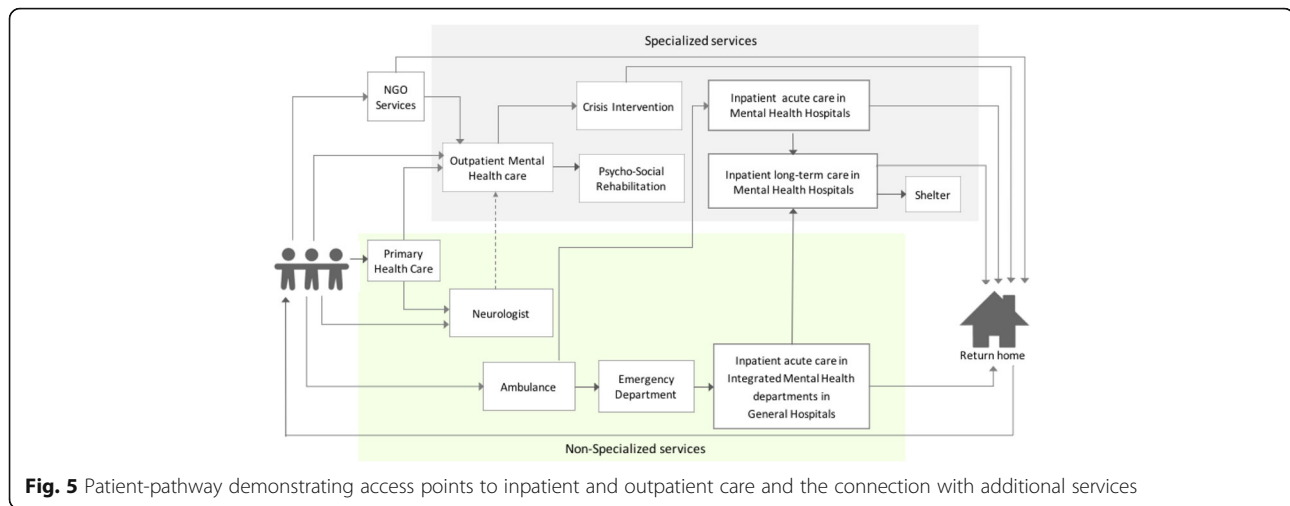 Specialized services
NGO
Services
Crisis Intervention
Inpatient acute care in
Mental Health Hospitals
Outpatient Mental
Health care
Psycho-Social
Rehabilitation
Inpatient long-term care in
Mental Health Hospitals
Shelter
Primary
Health Care
Neurologist
Ambulance
Emergency
Department
Inpatient acute care in
Integrated Mental Health
departments in
General Hospitals
Return home
Non-Specialized services
Fig. 5 Patient-pathway demonstrating access points to inpatient and outpatient care and the connection with additional services